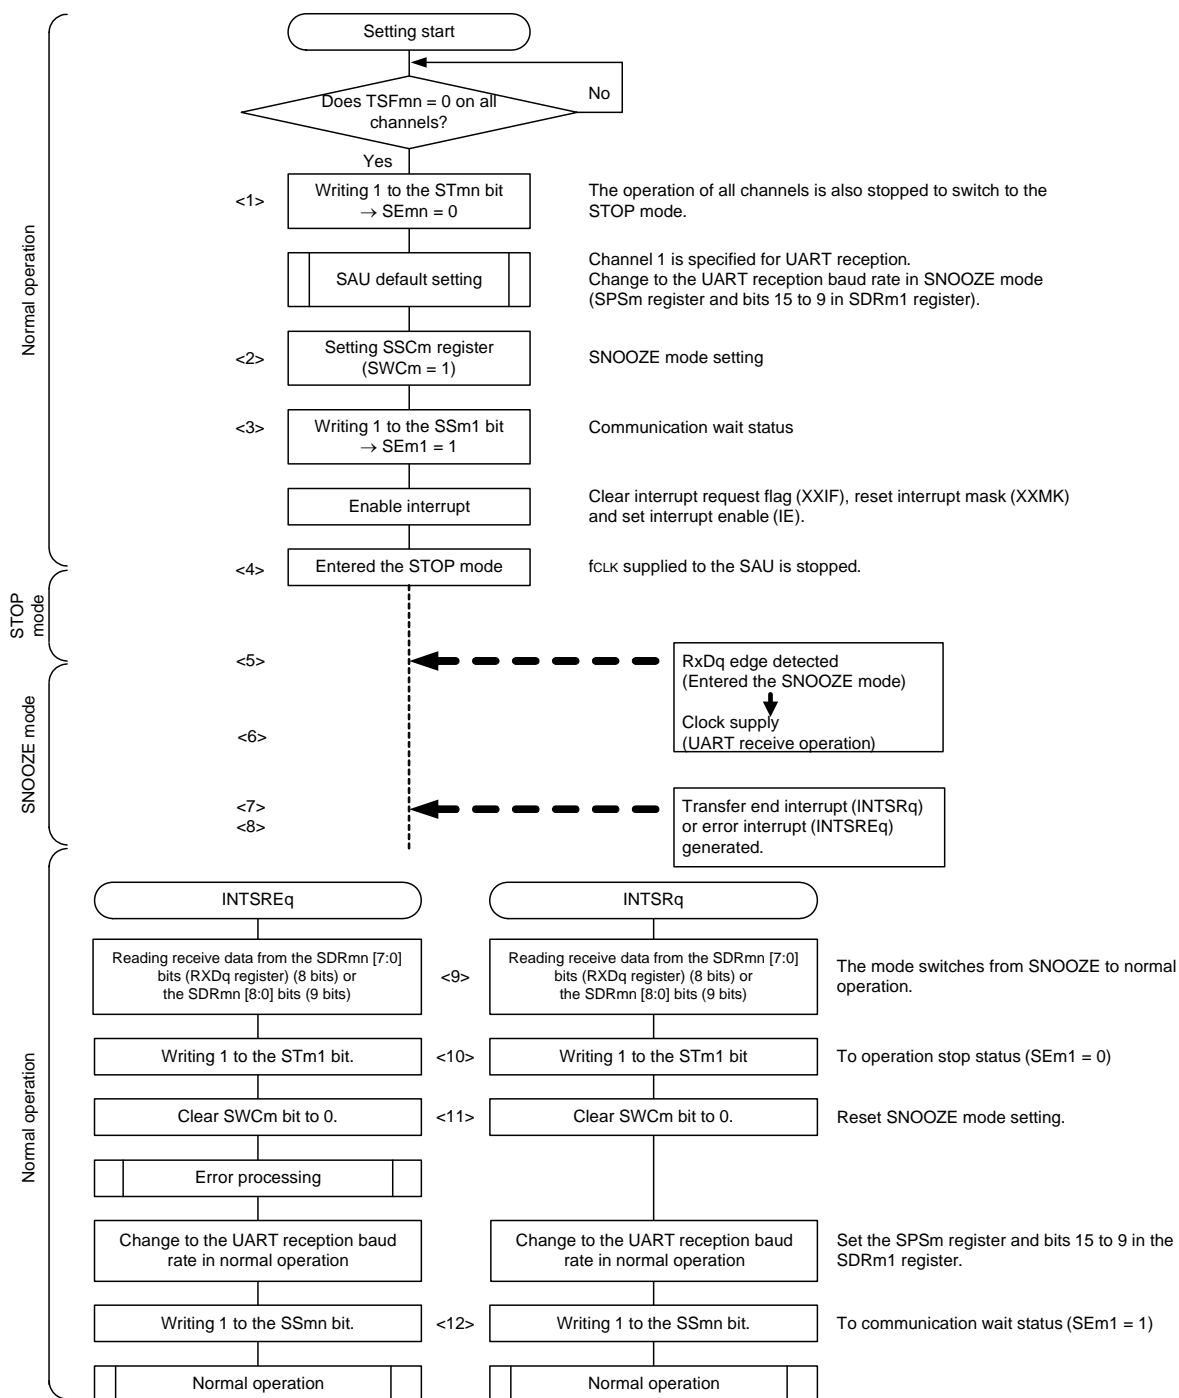 Setting start
Does TSFmn = 0 on all
channels?
No
Yes
<1>
Writing 1 to the STmn bit
→ SEmn = 0
The operation of all channels is also stopped to switch to the
STOP mode.
SAU default setting
Channel 1 is specified for UART reception.
Change to the UART reception baud rate in SNOOZE mode
(SPSm register and bits 15 to 9 in SDRm1 register).
Normal operation
<2>
Setting SSCm register
(SWCm = 1)
SNOOZE mode setting
<3>
Writing 1 to the SSm1 bit
→ SEm1 = 1
Communication wait status
Enable interrupt
Clear interrupt request flag (XXIF), reset interrupt mask (XXMK)
and set interrupt enable (IE).
<4>
Entered the STOP mode
fCLK supplied to the SAU is stopped.
STOP
mode
<5>
RxDq edge detected
(Entered the SNOOZE mode)
Clock supply
(UART receive operation)
<6>
SNOOZE mode
<7>
<8>
Transfer end interrupt (INTSRq)
or error interrupt (INTSREq)
generated.
INTSREq
INTSRq
Reading receive data from the SDRmn [7:0]
bits (RXDq register) (8 bits) or
the SDRmn [8:0] bits (9 bits)
<9>
Reading receive data from the SDRmn [7:0]
bits (RXDq register) (8 bits) or
the SDRmn [8:0] bits (9 bits)
The mode switches from SNOOZE to normal
operation.
Writing 1 to the STm1 bit.
<10>
Writing 1 to the STm1 bit
To operation stop status (SEm1 = 0)
Normal operation
Clear SWCm bit to 0.
<11>
Clear SWCm bit to 0.
Reset SNOOZE mode setting.
Error processing
Change to the UART reception baud
rate in normal operation
Change to the UART reception baud
rate in normal operation
Set the SPSm register and bits 15 to 9 in the
SDRm1 register.
Writing 1 to the SSmn bit.
<12>
Writing 1 to the SSmn bit.
To communication wait status (SEm1 = 1)
Normal operation
Normal operation